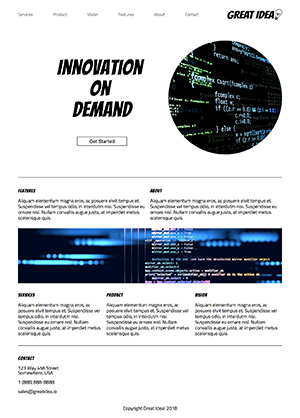 Services Product Vision Features About Contact GREAT IDEA!
INNOVATION
ON
DEMAND
Get Started
return ans;
fcomplex csqrt(fcomplex z)
fcomplex c;
float x
FEATURES
Aliquam elementum magna eros, ac posuere elvit tempus et.
Suspendisse vel tempus odio, in interdutm nisi. Suspendisse
eu ornare nisl. Nullam convallis augue justo, at imperdiet metus
scelerisque quis.
ABOUT
Aliquam elementum magna eros, ac posuere elvit tempus et.
Suspendisse vel tempus odio, in interdutm nisi. Suspendisse
eu ornare nisl. Nullam convallis augue justo, at imperdiet metus
scelerisque quis.
SERVICES
Aliquam elementum magna eros, ac
posuere elvit tempus et. Suspendisse
vel tempus odio, in interdutm nisi.
Suspendisse eu ornare nisl. Nullam
convallis augue justo, at imperdiet metus
scelerisque quis.
PRODUCT
Aliquam elementum magna eros, ac
posuere elvit tempus et. Suspendisse
vel tempus odio, in interdutm nisi.
Suspendisse eu ornare nisl. Nullam
convallis augue justo, at imperdiet metus
scelerisque quis.
VISION
Aliquam elementum magna eros, ac
posuere elvit tempus et. Suspendisse
vel tempus odio, in interdutm nisi.
Suspendisse eu ornare nisl. Nullam
convallis augue justo, at imperdiet metus
scelerisque quis.
CONTACT
123 Way 456 Street
Somewhere, USA
1 (888) 888-8888
sales@greatidea.io
Copyright Great Idea! 2018